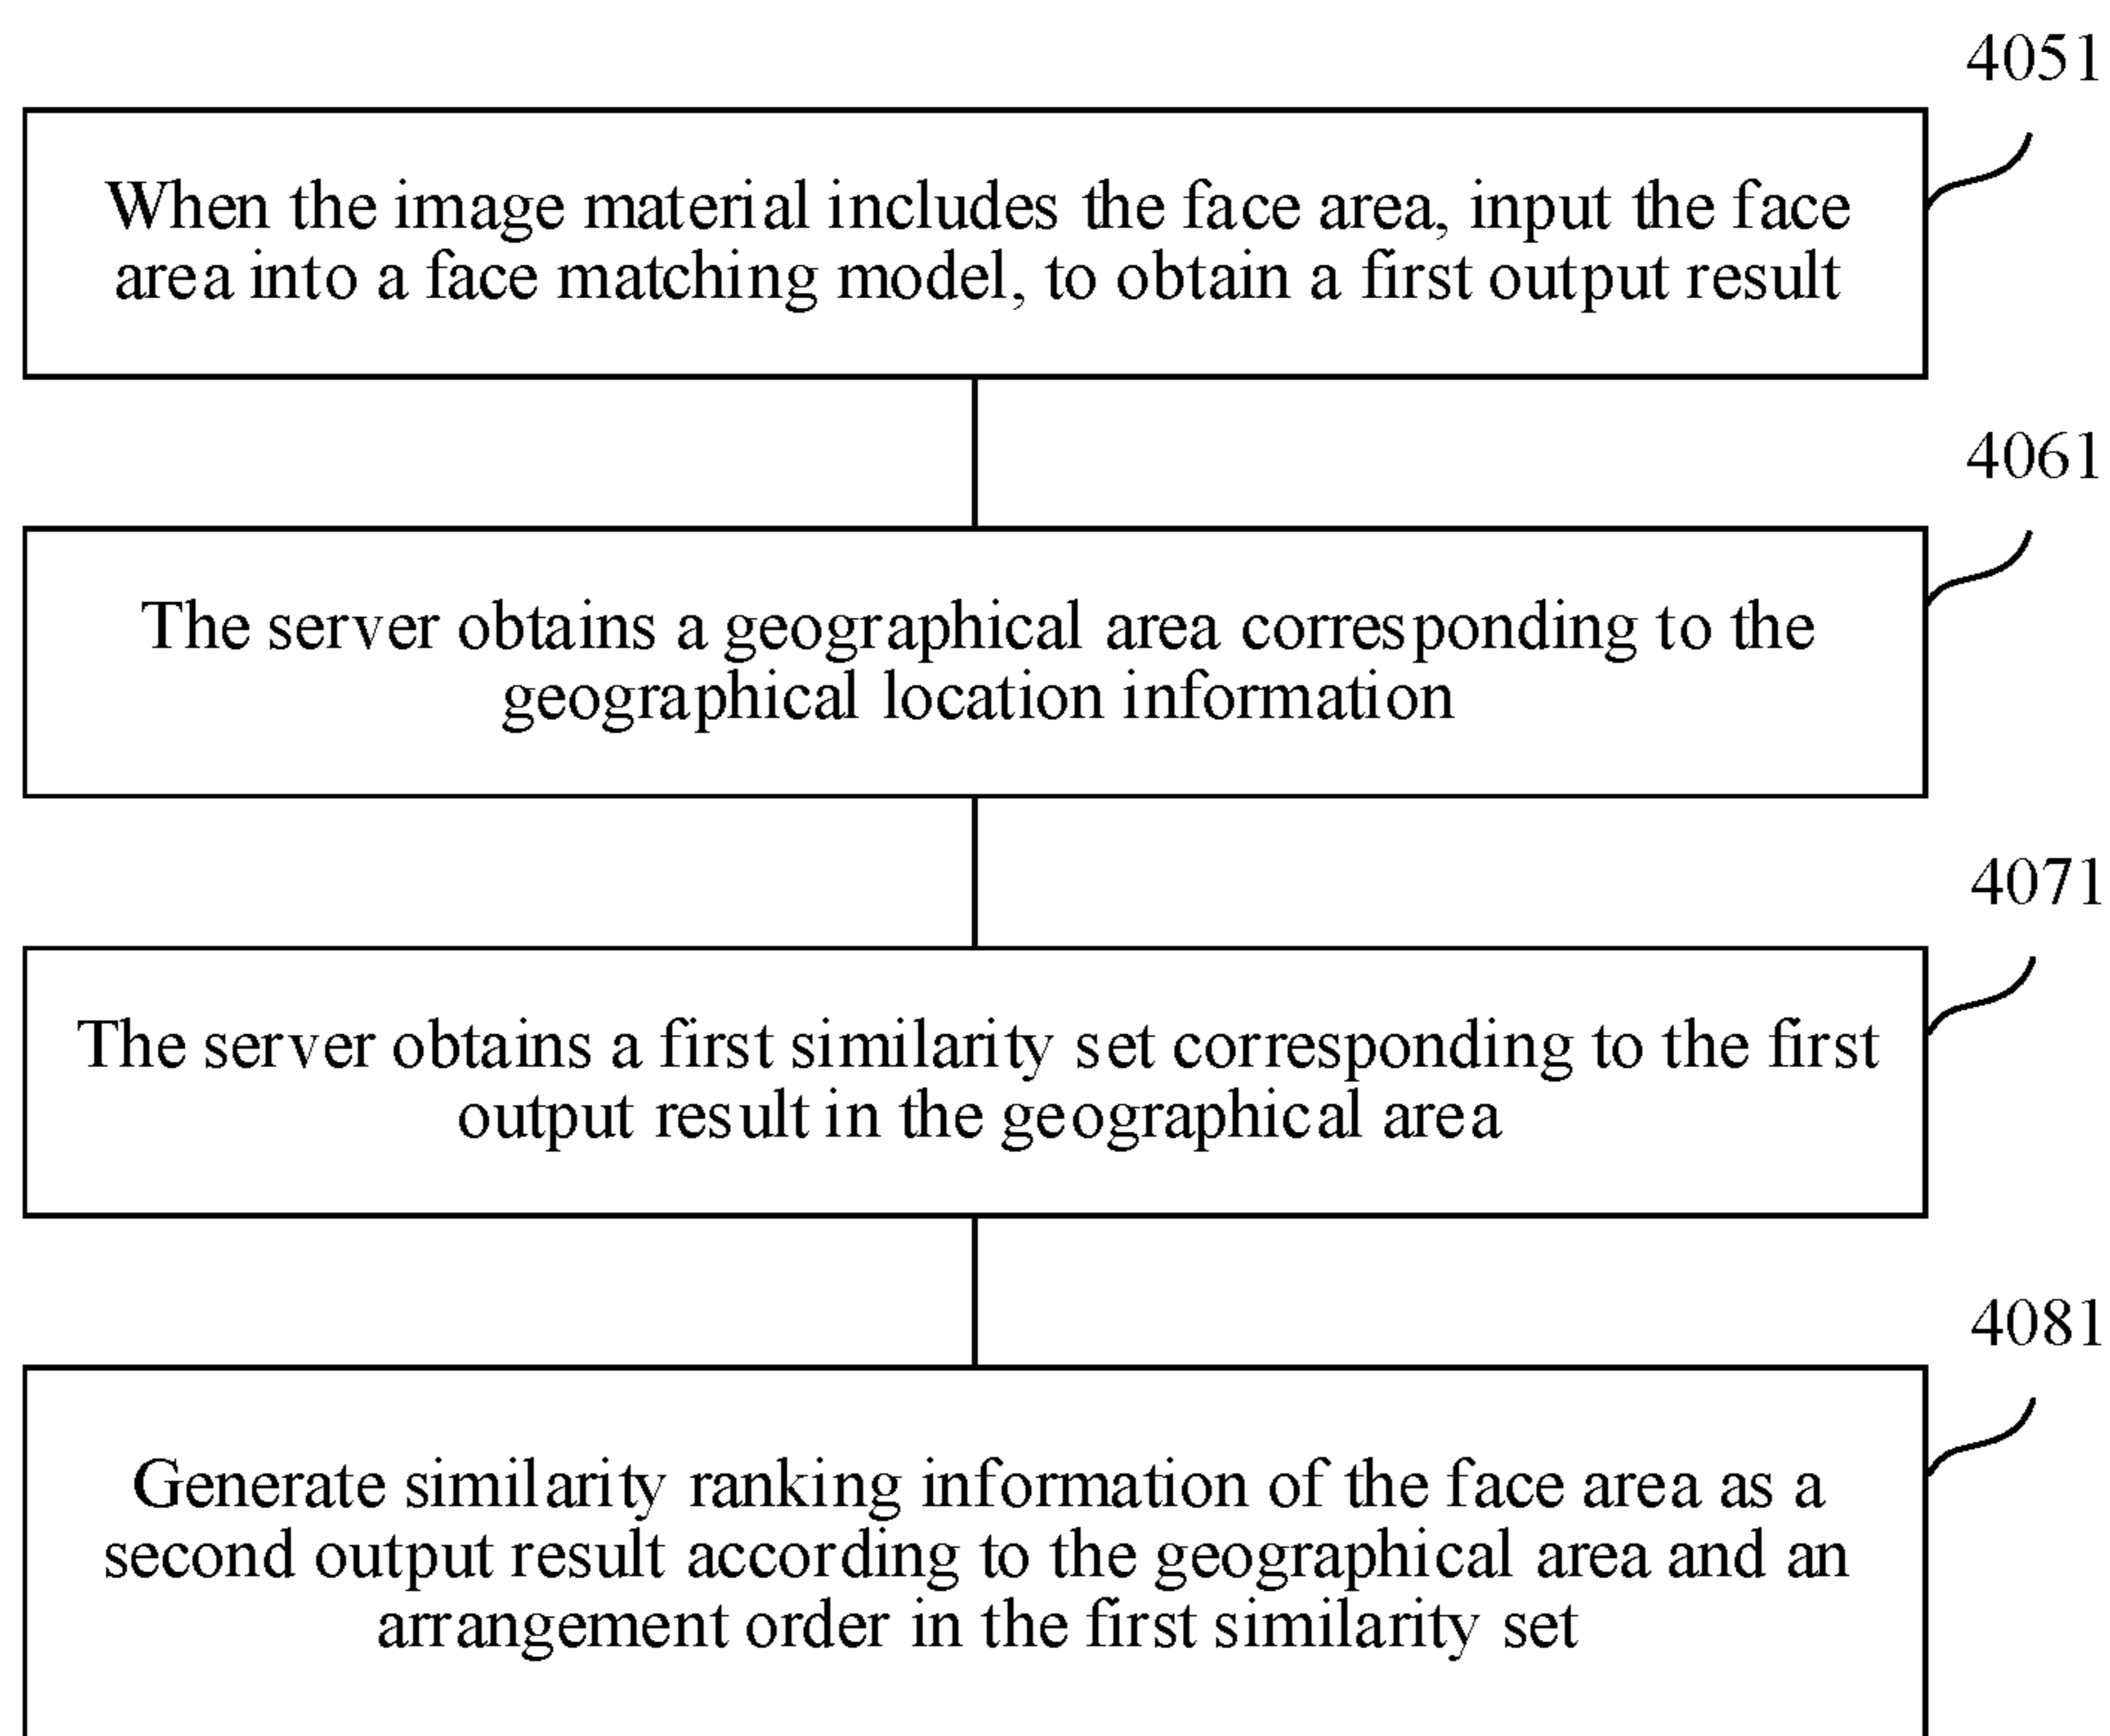 4051
When the image material includes the face area, input the face
area into a face matching model, to obtain a first output result
4061
The server obtains a geographical area corresponding to the
geographical location information
4071
The server obtains a first similarity set corresponding to the first
output result in the geographical area
4081
Generate similarity ranking information of the face area as a
second output result according to the geographical area and an
arrangement order in the first similarity set